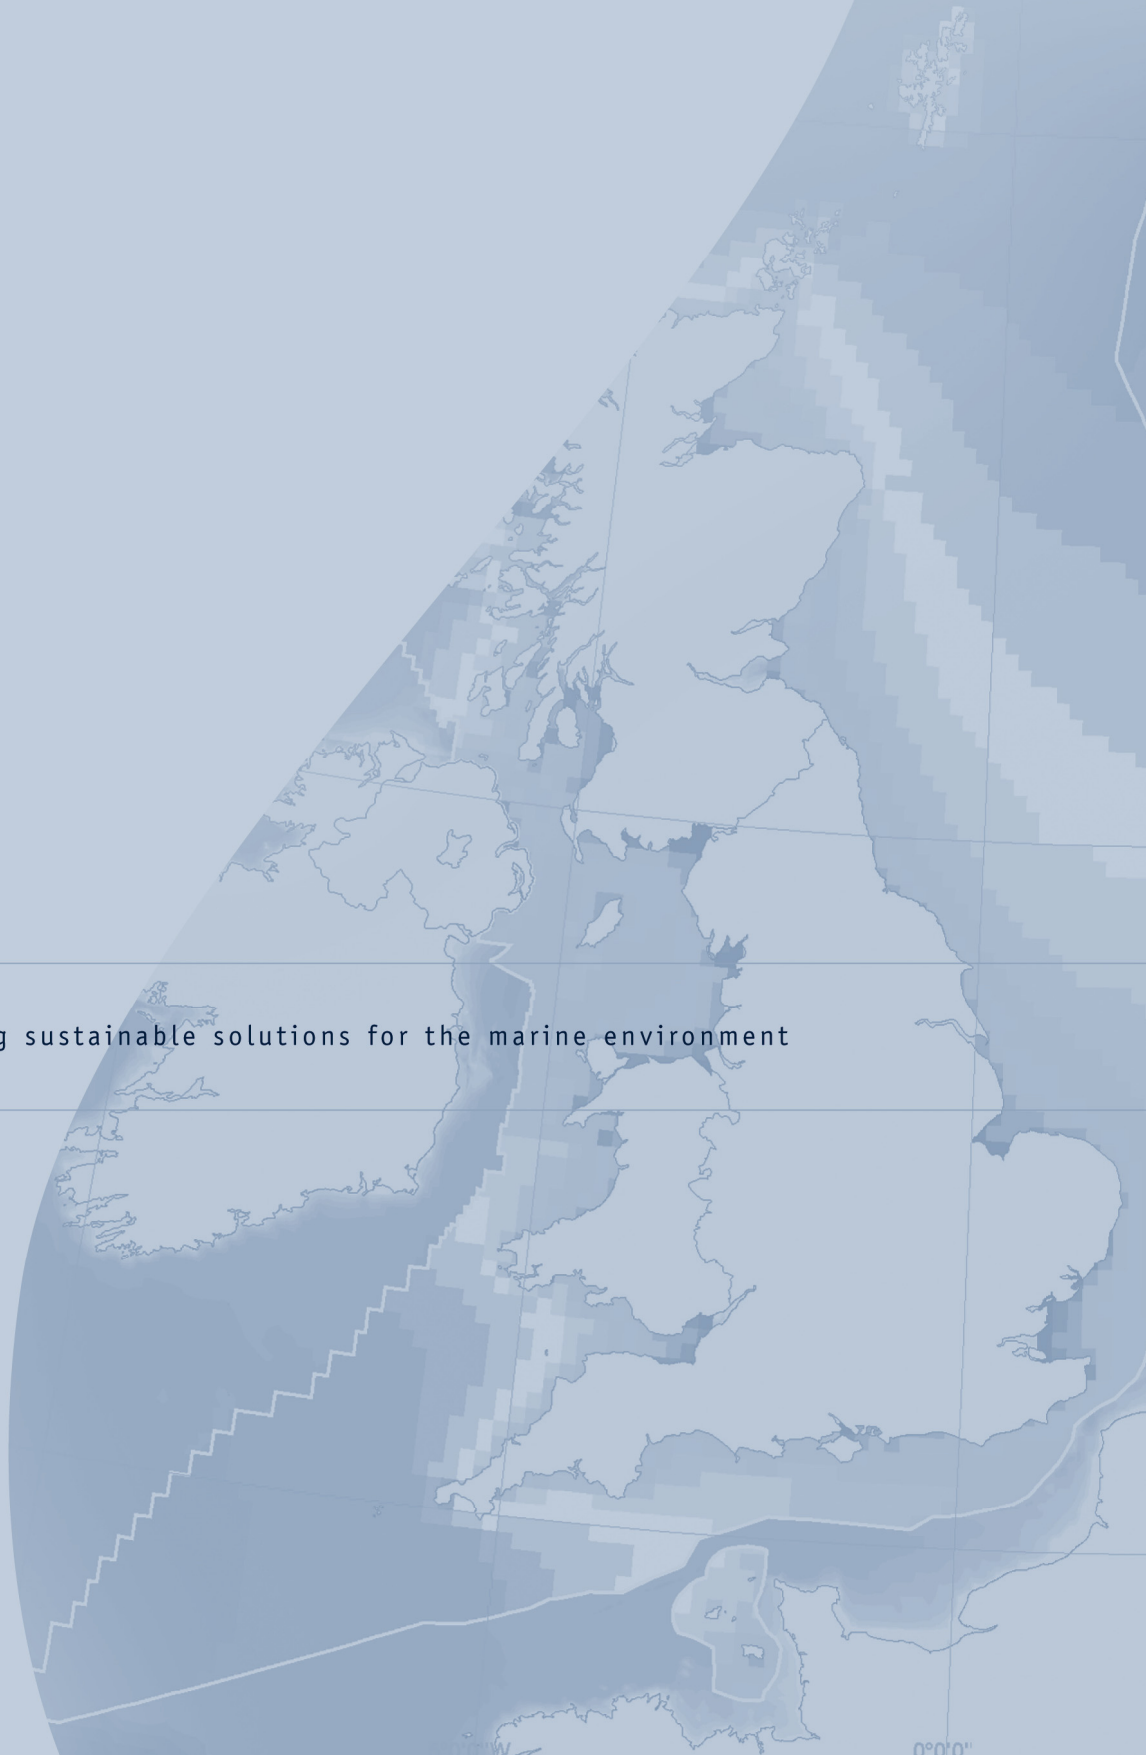 g sustainable solutions for the marine environment
0°0'0"